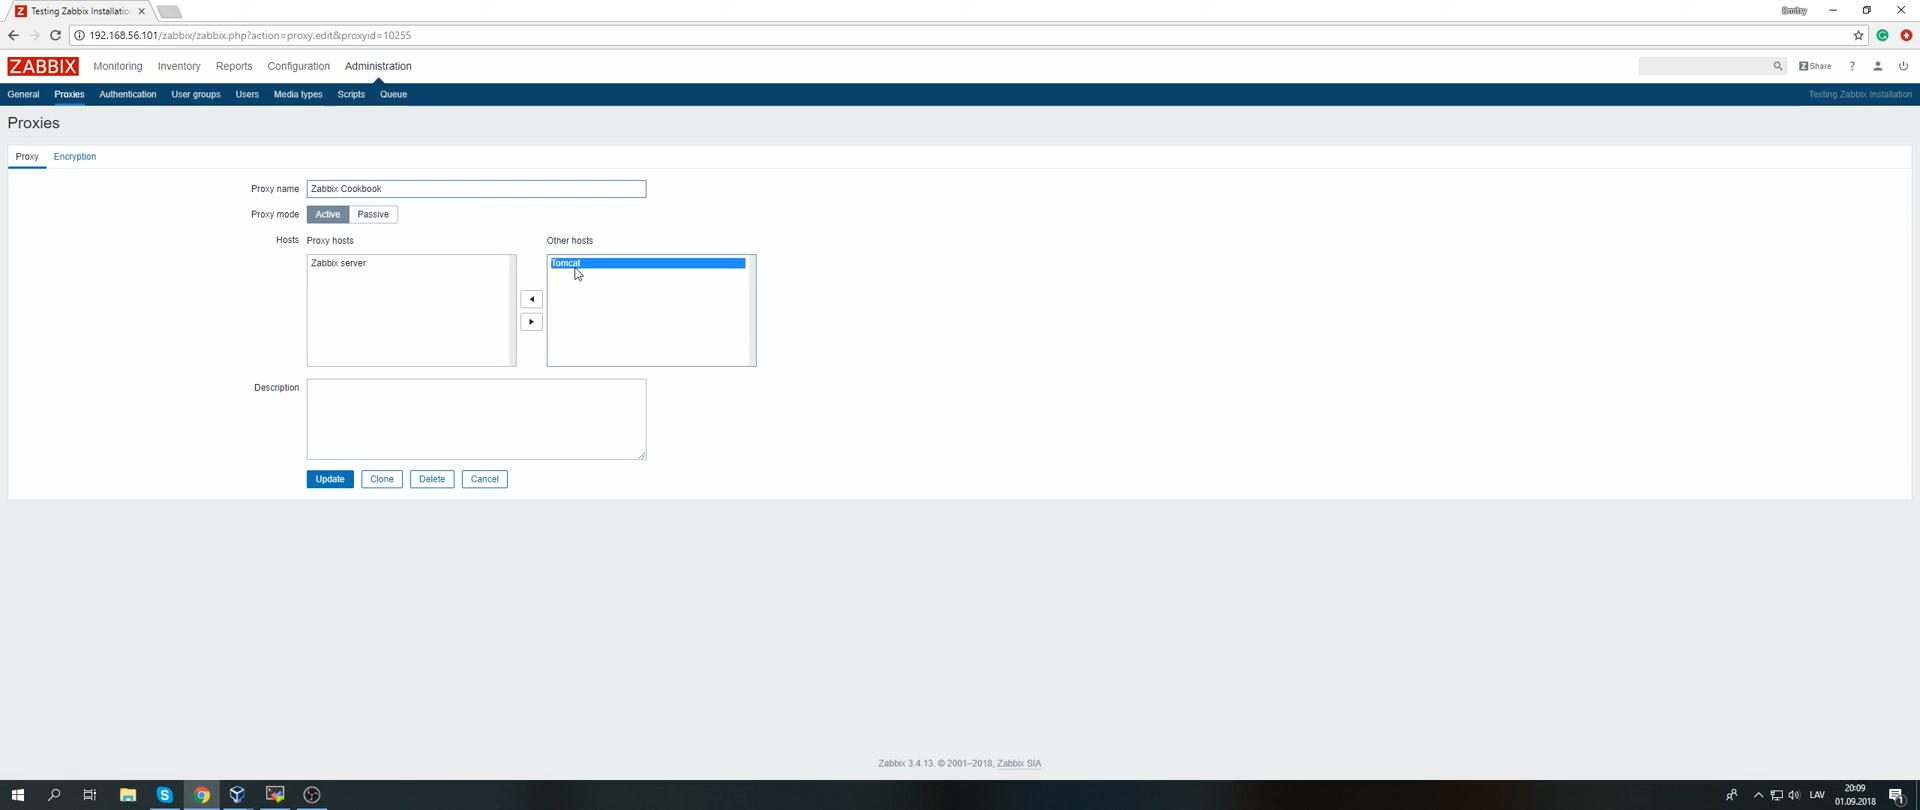 Z Testing Zabbix Installatio
Dmitry
192.168.56.101/zabbix/zabbix.php?action=proxy.edit&proxyid=10255
ZABBIX Monitoring Inventory Reports Configuration Administration Z Share ?
General Proxies Authentication User groups Users Media types Scripts Queue Testing Zabbix Installation
Proxies
Proxy Encryption
Proxy name Zabbix Cookbook
Proxy mode Active Passive
Hosts Proxy hosts Other hosts
Zabbix server Tomcat
Description
Update Clone Delete Cancel
Zabbix 3.4.13. © 2001–2018, Zabbix SIA
LAV 20:09
01.09.2018 1